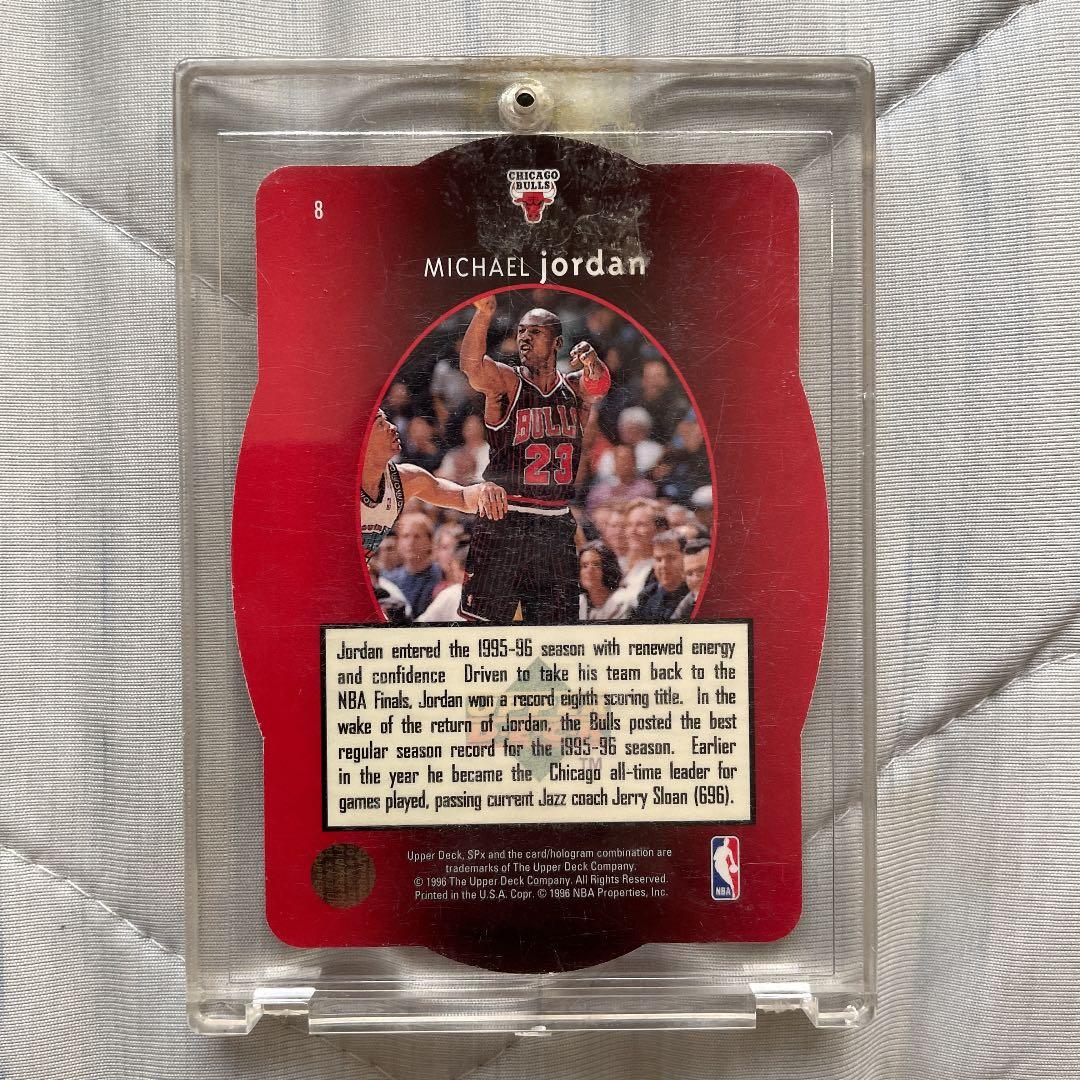 8
CHICAGO
BULLS
MICHAEL jordan
BULLS
23
Jordan entered the 1995-96 season with renewed energy
and confidence Driven to take his team back to the
NBA Finals, Jordan won a record eighth scoring title. In the
wake of the return of Jordan, the Bulls posted the best
regular season record for the 1995-96 season. Earlier
in the year he became the Chicago all-time leader for
games played, passing current Jazz coach Jerry Sloan (696).
TM
Upper Deck, SPx and the card/hologram combination are
trademarks of The Upper Deck Company.
© 1996 The Upper Deck Company. All Rights Reserved.
Printed in the U.S.A. Copr. © 1996 NBA Properties, Inc.
NBA